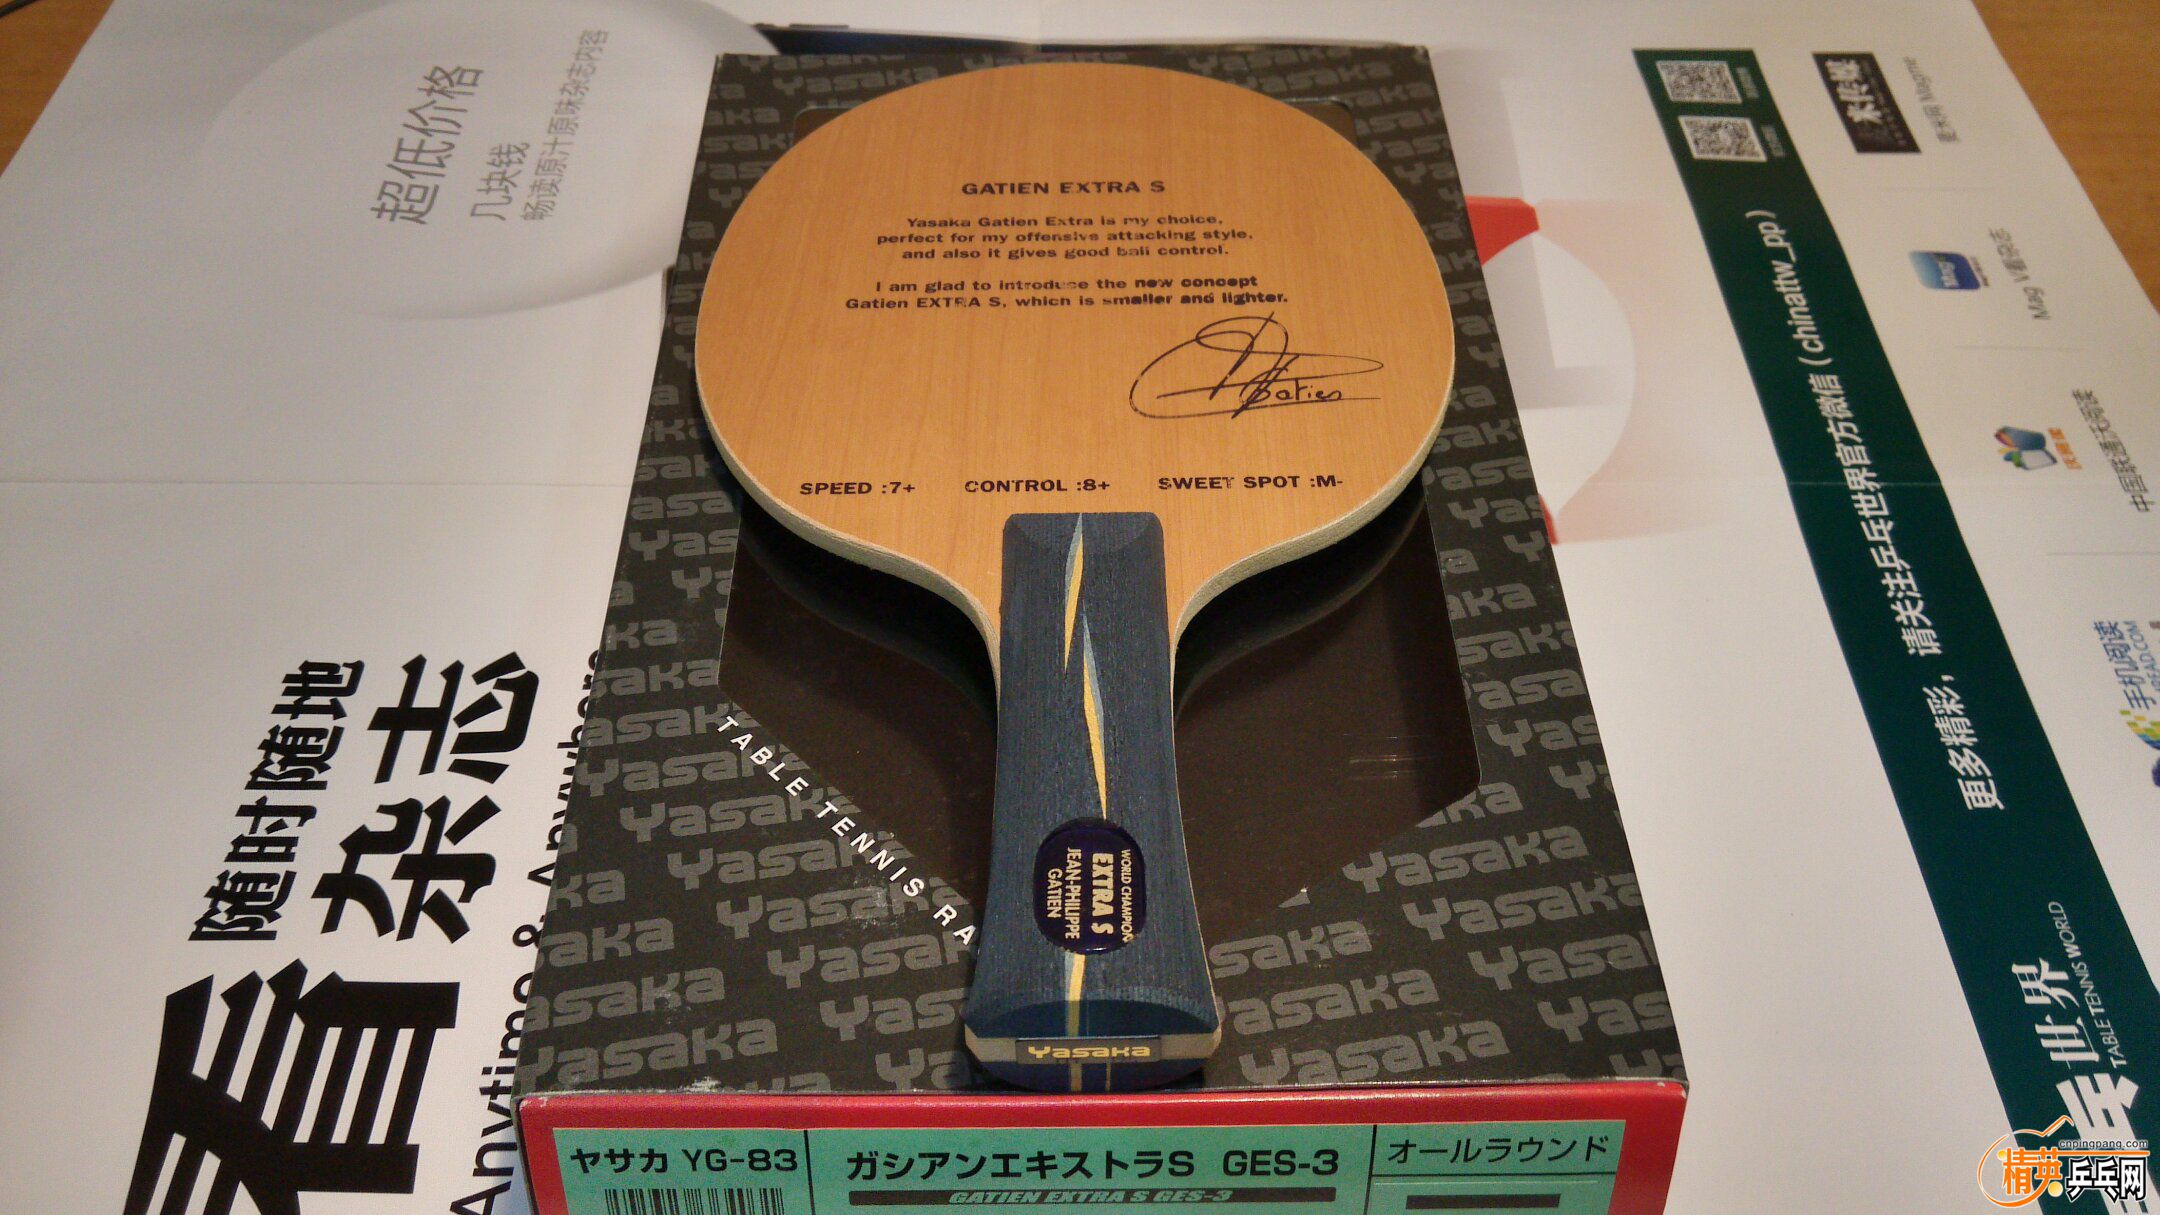 GATIEN EXTRA S
Yasaka Gatien Extra is my choice,
perfect for my offensive attacking style,
and also it gives good ball control.
I am glad to introduce the new concept
Gatien EXTRA S, which is smaller and lighter.
Gatien
SPEED :7+ CONTROL :8+ SWEET SPOT :M-
WORLD CHAMPION
EXTRA S
JEAN-PHILIPPE
GATIEN
Yasaka
TABLE TENNIS RA
ヤサカ YG-83
ガシアンエキストラS GES-3
GATIEN EXTRA S GES-3
オールラウンド
超低价格
几块钱
畅读原汁原味杂志内容
随时随地
看杂志
Anytime & Anywhere
更多精彩，请关注乒乓世界官方微信（chinattw_pp）
乓世界
TABLE TENNIS WORLD
Mag V看杂志
中国联通沃阅读
手机阅读
cnpingpang.com
精英乒乓网